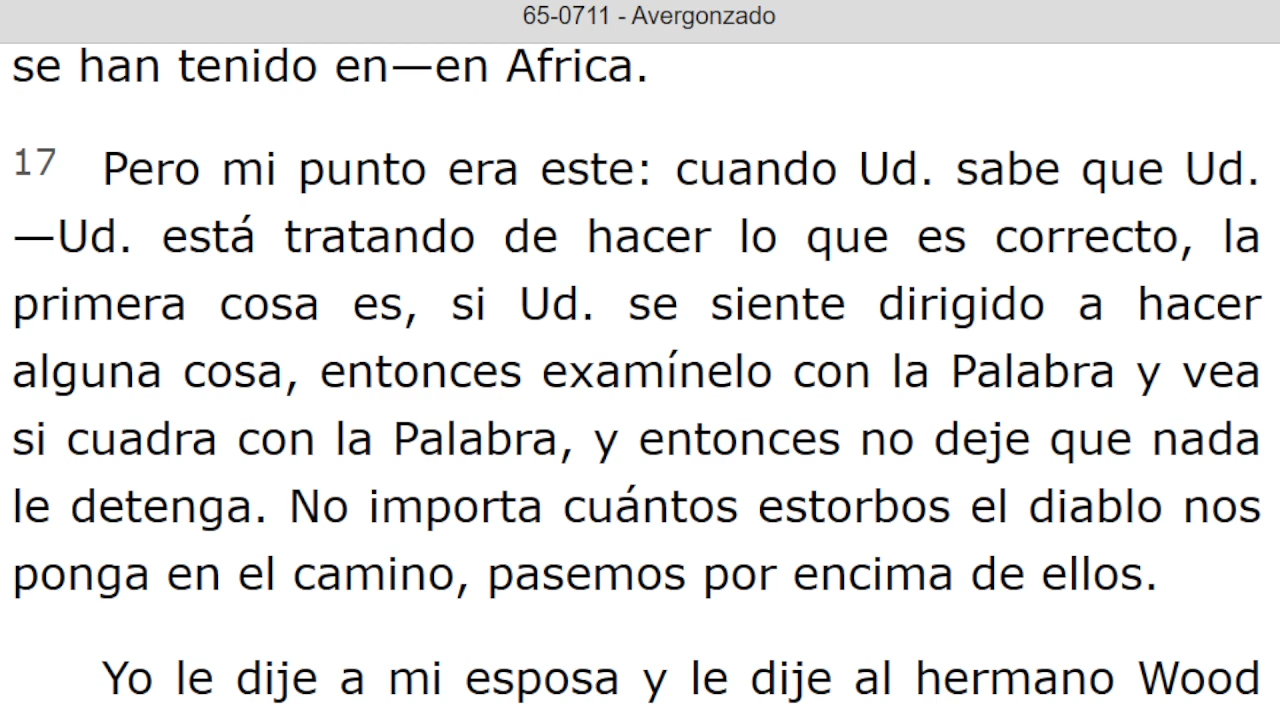 65-0711 - Avergonzado
se han tenido en—en Africa.
17 Pero mi punto era este: cuando Ud. sabe que Ud.
—Ud. está tratando de hacer lo que es correcto, la
primera cosa es, si Ud. se siente dirigido a hacer
alguna cosa, entonces examínelo con la Palabra y vea
si cuadra con la Palabra, y entonces no deje que nada
le detenga. No importa cuántos estorbos el diablo nos
ponga en el camino, pasemos por encima de ellos.
Yo le dije a mi esposa y le dije al hermano Wood